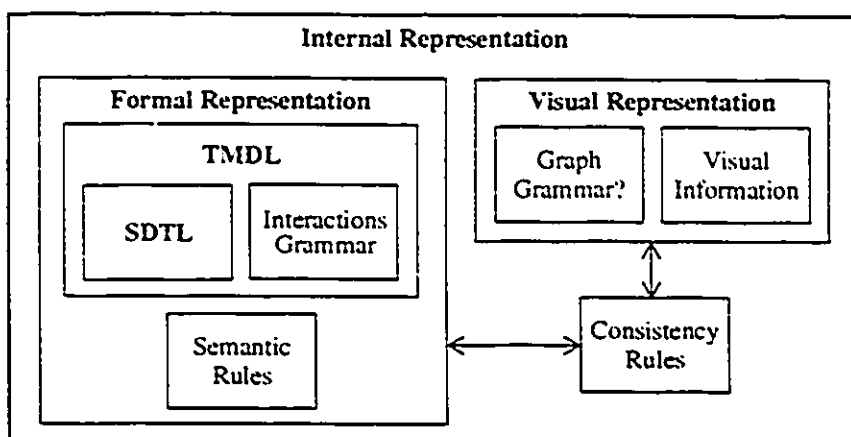 Internal Representation
Formal Representation
TMDL
SDTL
Interactions
Grammar
Semantic
Rules
Visual Representation
Graph
Grammar?
Visual
Information
Consistency
Rules